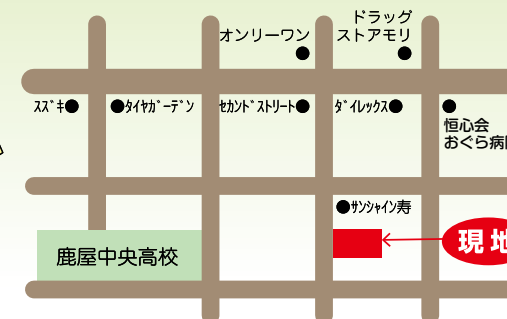 ドラッグ
オンリーワン
ストアモリ
ｽｽﾞｷ
ﾀｲﾔｶﾞｰﾃﾞﾝ
ｾｶﾝﾄﾞｽﾄﾘｰﾄ
ﾀﾞｲﾚｯｸｽ
恒心会
おぐら病
ｻﾝｼｬｲﾝ寿
現地
鹿屋中央高校